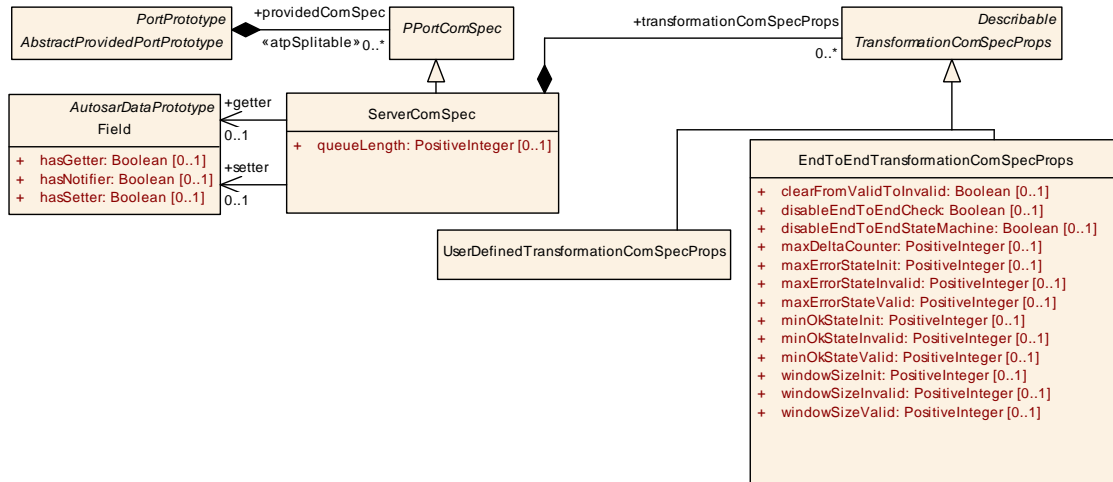 PortPrototype
AbstractProvidedPortPrototype
+providedComSpec
«atpSplitable»
0..*
PPortComSpec
+transformationComSpecProps
0..*
Describable
TransformationComSpecProps
AutosarDataPrototype
Field
+ hasGetter: Boolean [0..1]
+ hasNotifier: Boolean [0..1]
+ hasSetter: Boolean [0..1]
+getter
0..1
+setter
0..1
ServerComSpec
+ queueLength: PositiveInteger [0..1]
UserDefinedTransformationComSpecProps
EndToEndTransformationComSpecProps
+ clearFromValidToInvalid: Boolean [0..1]
+ disableEndToEndCheck: Boolean [0..1]
+ disableEndToEndStateMachine: Boolean [0..1]
+ maxDeltaCounter: PositiveInteger [0..1]
+ maxErrorStateInit: PositiveInteger [0..1]
+ maxErrorStateInvalid: PositiveInteger [0..1]
+ maxErrorStateValid: PositiveInteger [0..1]
+ minOkStateInit: PositiveInteger [0..1]
+ minOkStateInvalid: PositiveInteger [0..1]
+ minOkStateValid: PositiveInteger [0..1]
+ windowSizeInit: PositiveInteger [0..1]
+ windowSizeInvalid: PositiveInteger [0..1]
+ windowSizeValid: PositiveInteger [0..1]